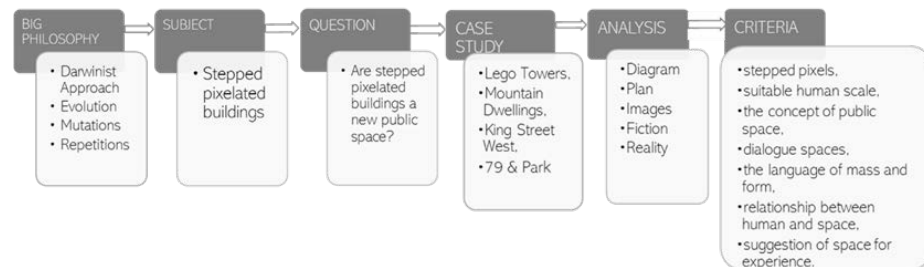 BIG
PHILOSOPHY
• Darwinist
Approach
• Evolution
• Mutations
• Repetitions
SUBJECT
• Stepped
pixelated
buildings
QUESTION
• Are stepped
pixelated
buildings a
new public
space?
CASE
STUDY
•Lego Towers,
•Mountain
Dwellings,
•King Street
West,
•79 & Park
ANALYSIS
•Diagram
•Plan
•Images
•Fiction
•Reality
CRITERIA
•stepped pixels,
•suitable human scale,
•the concept of public
space,
•dialogue spaces,
•the language of mass and
form,
•relationship between
human and space,
•suggestion of space for
experience.